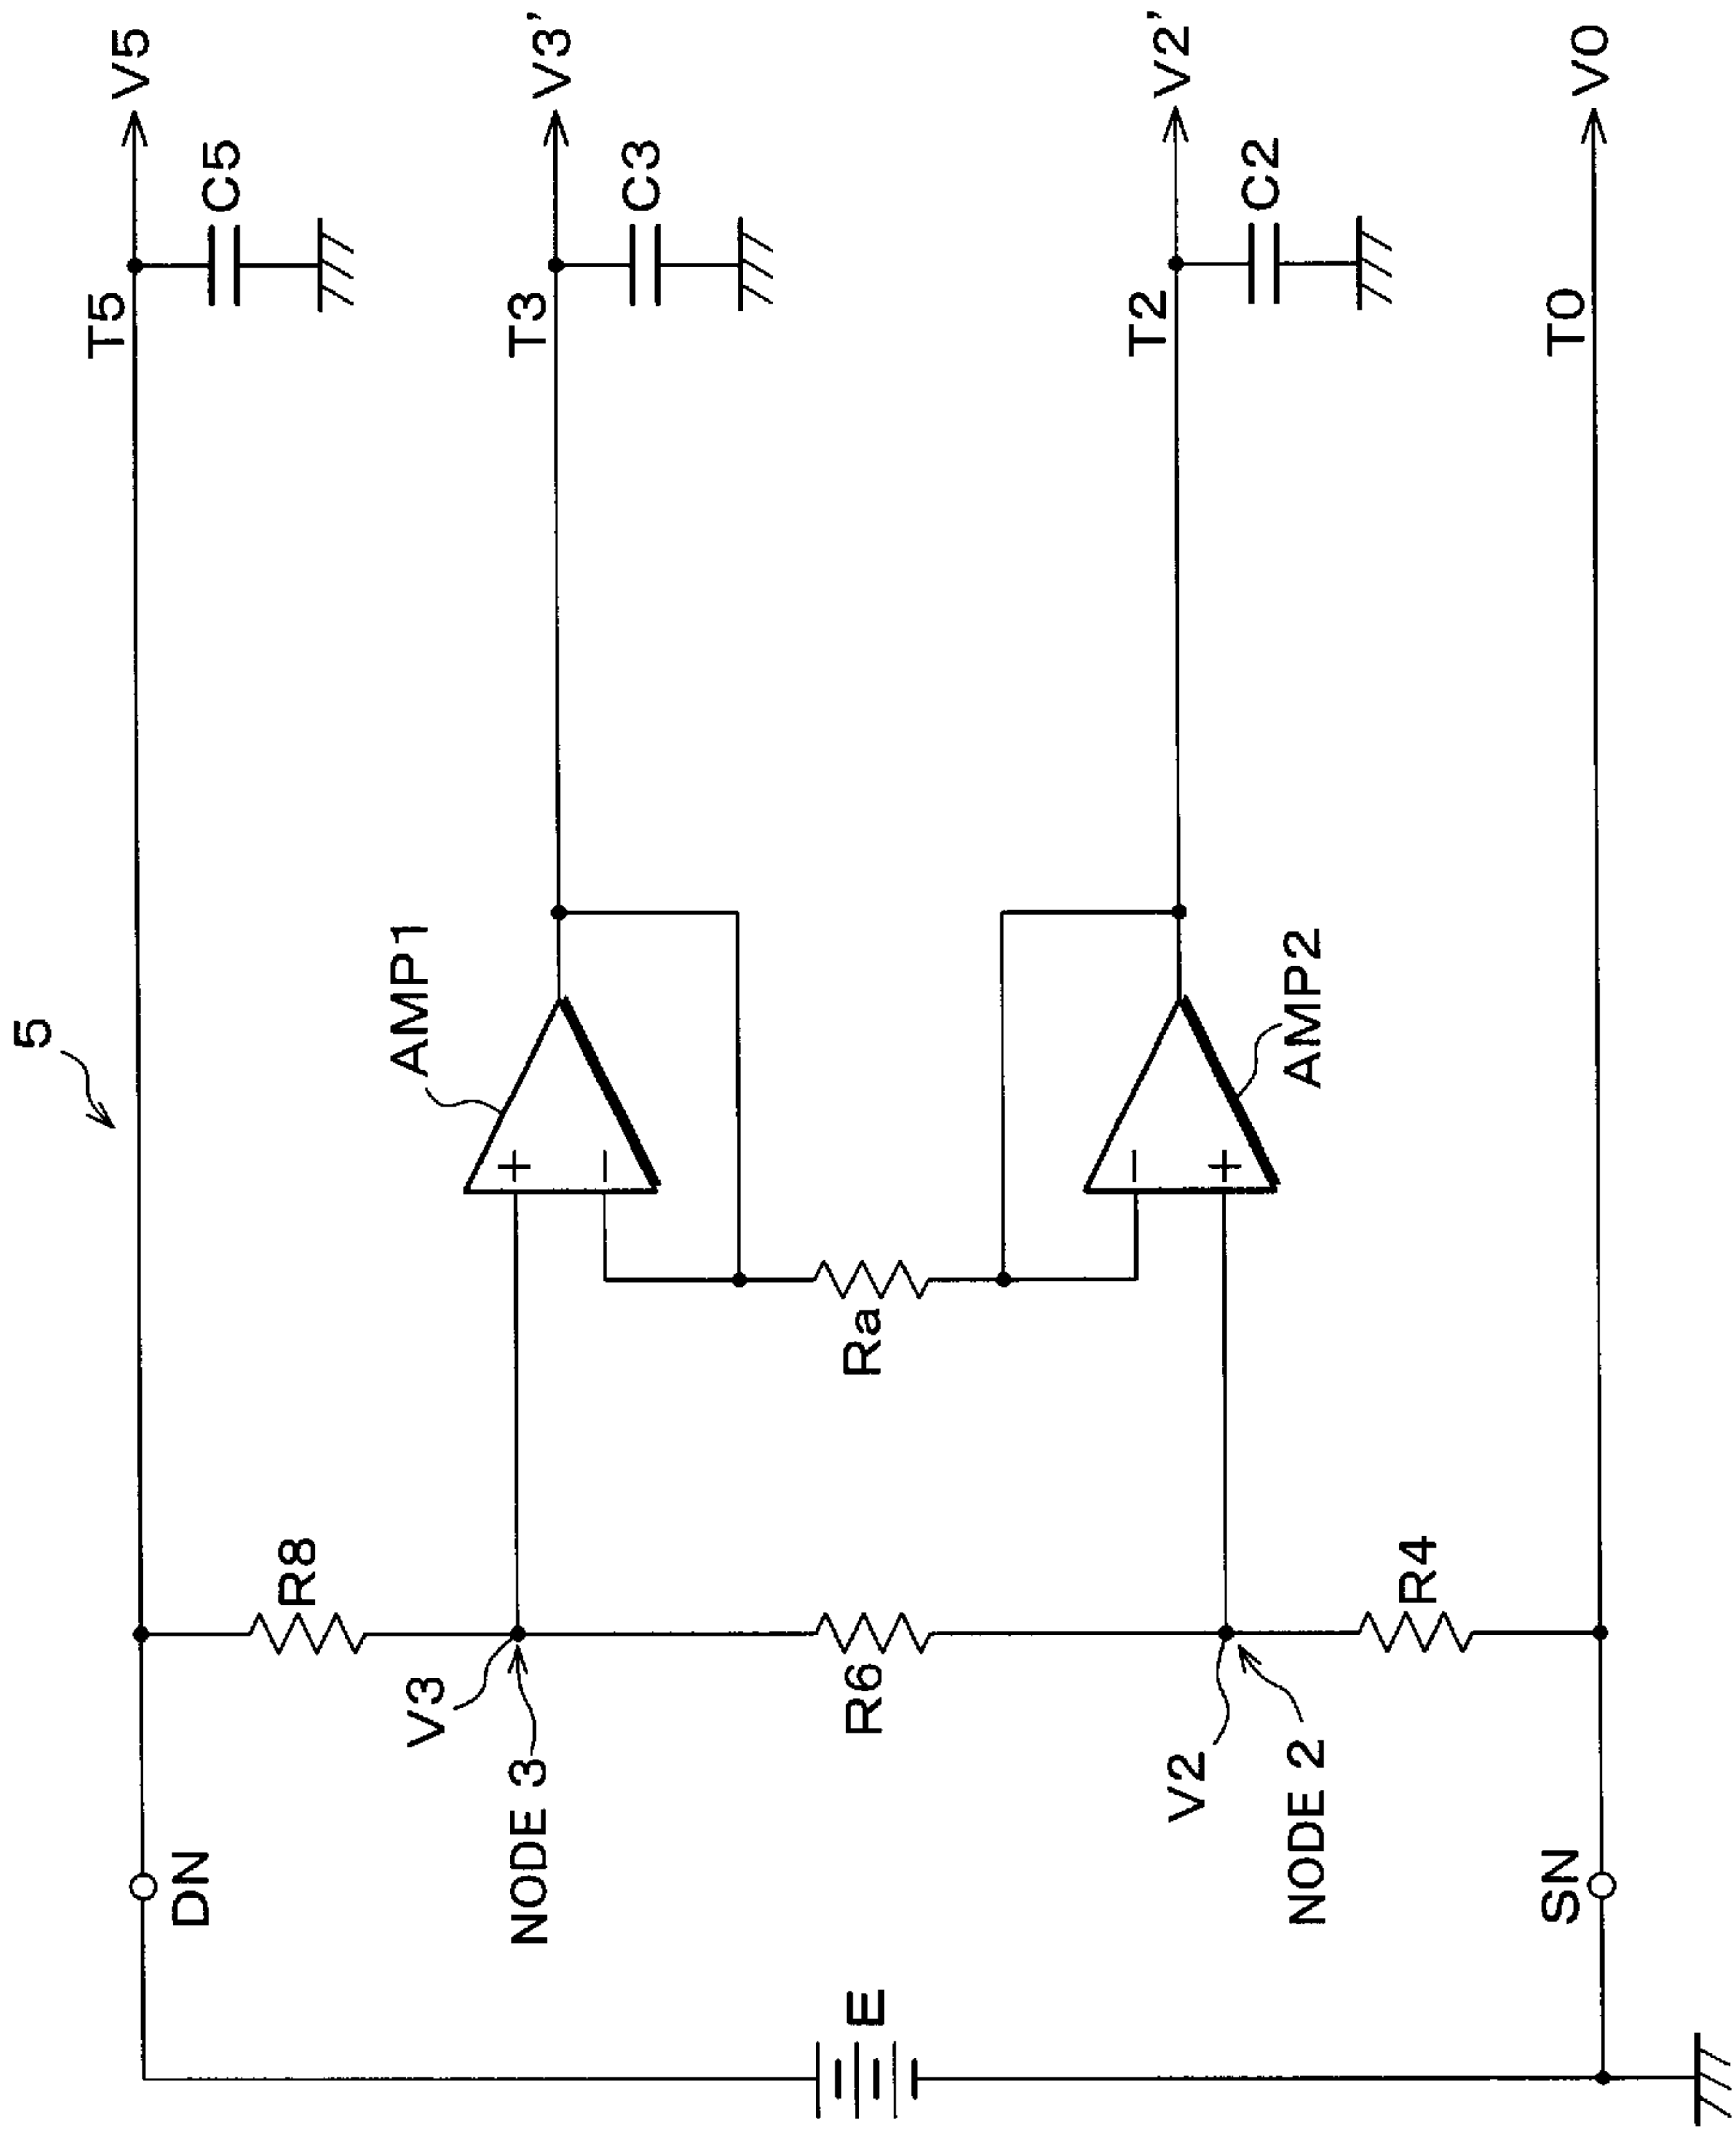 5
DN
SN
E
V3
NODE 3
V2
NODE 2
R8
R6
R4
Ra
+
−
AMP1
−
+
AMP2
T5
C5
V5
T3
C3
V3'
T2
C2
V2'
T0
V0